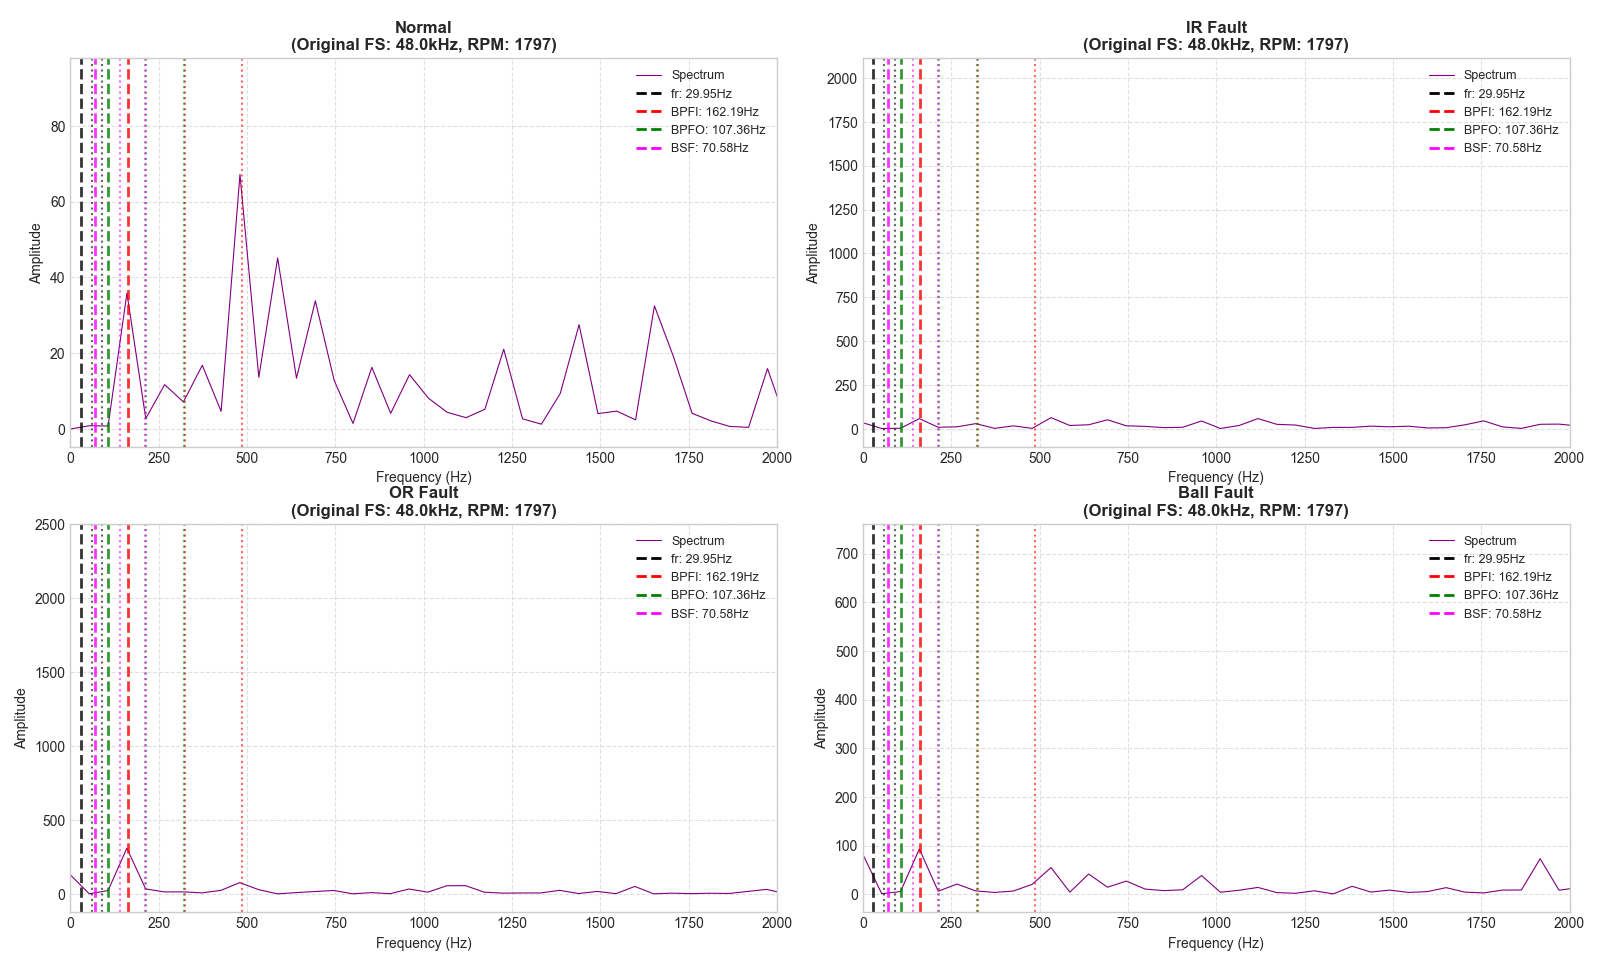 Normal
(Original FS: 48.0kHz, RPM: 1797)
Spectrum
fr: 29.95Hz
BPFI: 162.19Hz
BPFO: 107.36Hz
BSF: 70.58Hz
Amplitude
80
60
40
20
0
0 250 500 750 1000 1250 1500 1750 2000
Frequency (Hz)
IR Fault
(Original FS: 48.0kHz, RPM: 1797)
Spectrum
fr: 29.95Hz
BPFI: 162.19Hz
BPFO: 107.36Hz
BSF: 70.58Hz
Amplitude
2000
1750
1500
1250
1000
750
500
250
0
0 250 500 750 1000 1250 1500 1750 2000
Frequency (Hz)
OR Fault
(Original FS: 48.0kHz, RPM: 1797)
Spectrum
fr: 29.95Hz
BPFI: 162.19Hz
BPFO: 107.36Hz
BSF: 70.58Hz
Amplitude
2500
2000
1500
1000
500
0
0 250 500 750 1000 1250 1500 1750 2000
Frequency (Hz)
Ball Fault
(Original FS: 48.0kHz, RPM: 1797)
Spectrum
fr: 29.95Hz
BPFI: 162.19Hz
BPFO: 107.36Hz
BSF: 70.58Hz
Amplitude
700
600
500
400
300
200
100
0
0 250 500 750 1000 1250 1500 1750 2000
Frequency (Hz)